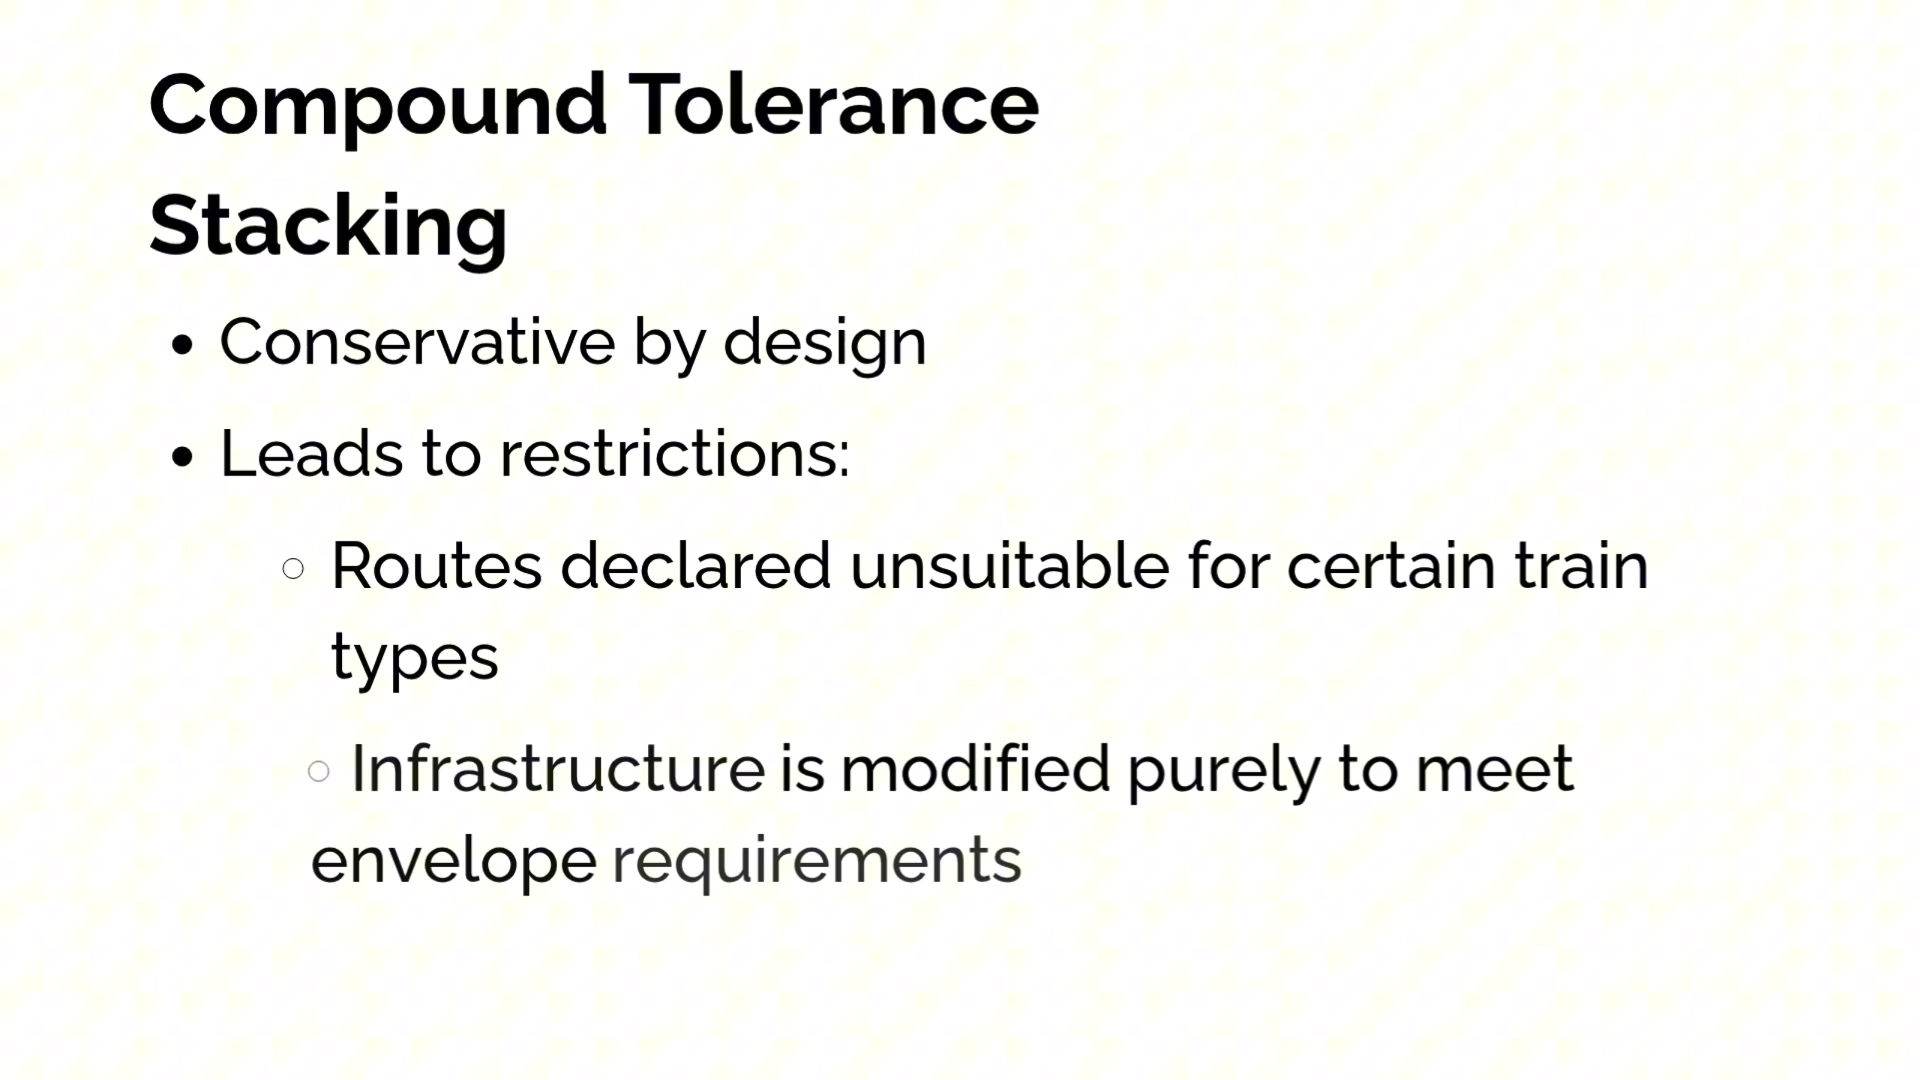 Compound Tolerance
Stacking
• Conservative by design
• Leads to restrictions:
○ Routes declared unsuitable for certain train
types
○ Infrastructure is modified purely to meet
envelope requirements